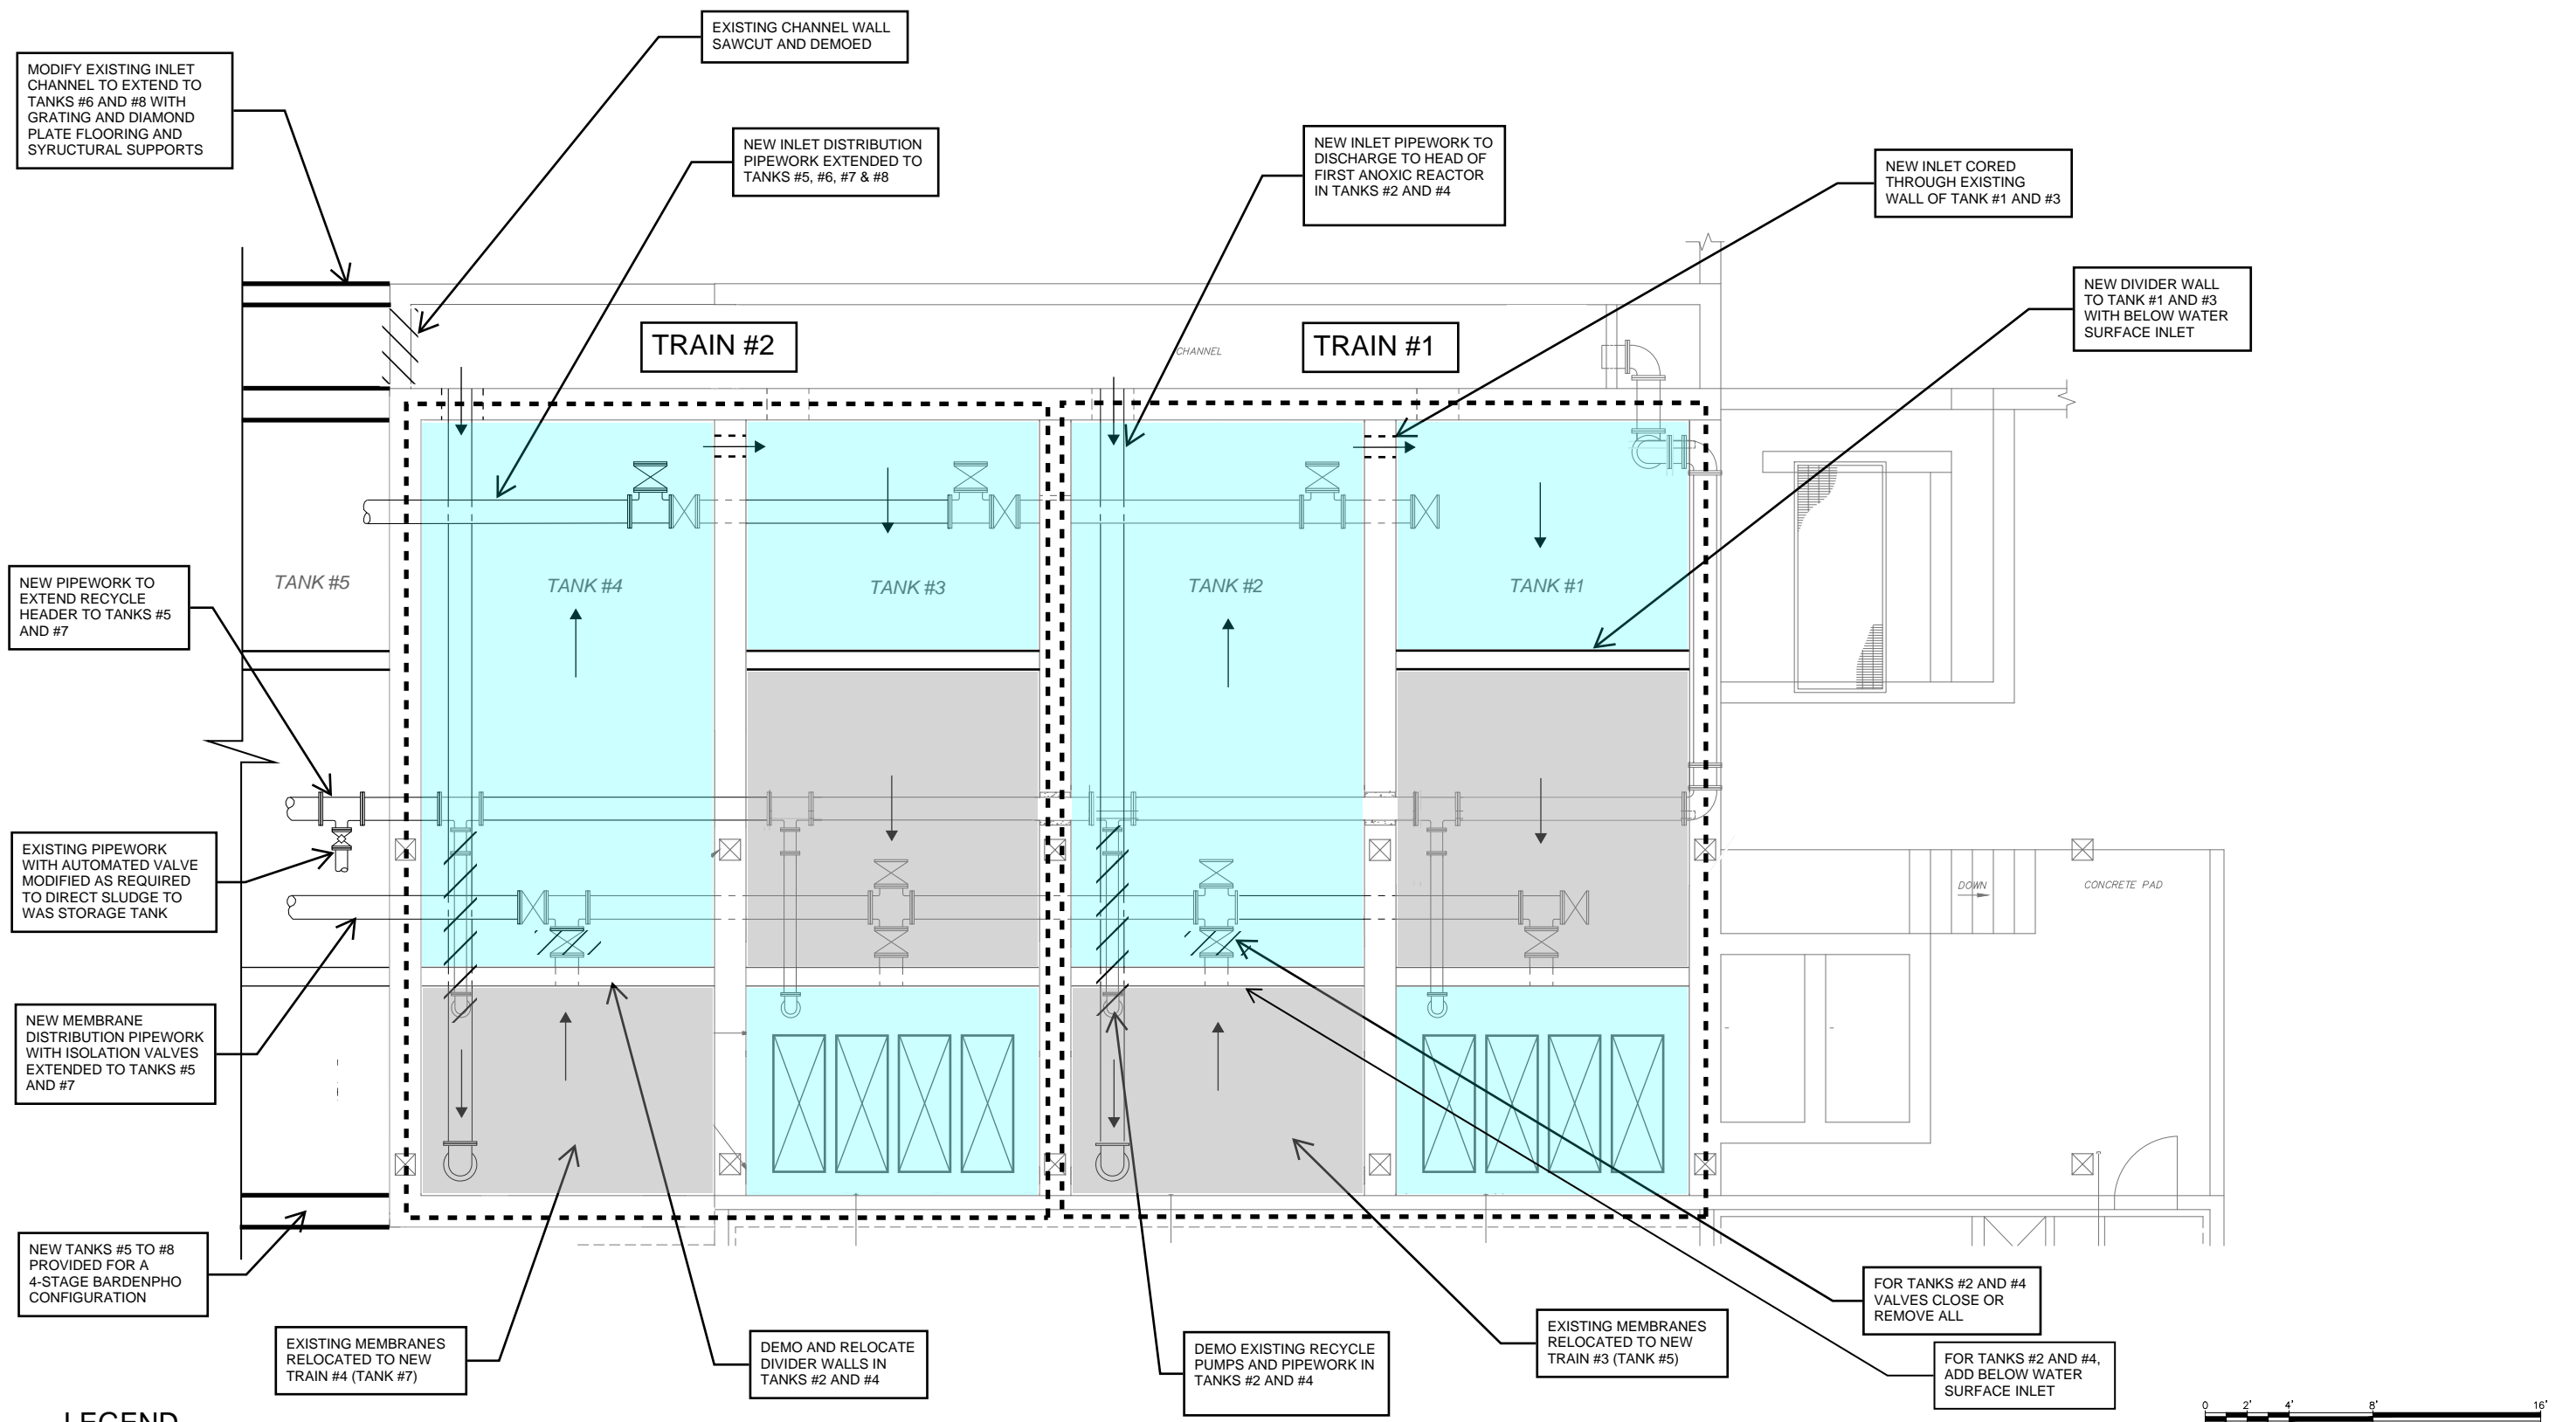 EXISTING CHANNEL WALL
SAWCUT AND DEMOED
MODIFY EXISTING INLET
CHANNEL TO EXTEND TO
TANKS #6 AND #8 WITH
GRATING AND DIAMOND
PLATE FLOORING AND
SYRUCTURAL SUPPORTS
NEW INLET DISTRIBUTION
PIPEWORK EXTENDED TO
TANKS #5, #6, #7 & #8
NEW INLET PIPEWORK TO
DISCHARGE TO HEAD OF
FIRST ANOXIC REACTOR
IN TANKS #2 AND #4
NEW INLET CORED
THROUGH EXISTING
WALL OF TANK #1 AND #3
NEW DIVIDER WALL
TO TANK #1 AND #3
WITH BELOW WATER
SURFACE INLET
TRAIN #2
CHANNEL
TRAIN #1
TANK #5
TANK #4
TANK #3
TANK #2
TANK #1
NEW PIPEWORK TO
EXTEND RECYCLE
HEADER TO TANKS #5
AND #7
EXISTING PIPEWORK
WITH AUTOMATED VALVE
MODIFIED AS REQUIRED
TO DIRECT SLUDGE TO
WAS STORAGE TANK
DOWN
CONCRETE PAD
NEW MEMBRANE
DISTRIBUTION PIPEWORK
WITH ISOLATION VALVES
EXTENDED TO TANKS #5
AND #7
NEW TANKS #5 TO #8
PROVIDED FOR A
4-STAGE BARDENPHO
CONFIGURATION
EXISTING MEMBRANES
RELOCATED TO NEW
TRAIN #4 (TANK #7)
DEMO AND RELOCATE
DIVIDER WALLS IN
TANKS #2 AND #4
DEMO EXISTING RECYCLE
PUMPS AND PIPEWORK IN
TANKS #2 AND #4
EXISTING MEMBRANES
RELOCATED TO NEW
TRAIN #3 (TANK #5)
FOR TANKS #2 AND #4
VALVES CLOSE OR
REMOVE ALL
FOR TANKS #2 AND #4,
ADD BELOW WATER
SURFACE INLET
LEGEND
0 2' 4' 8' 16'